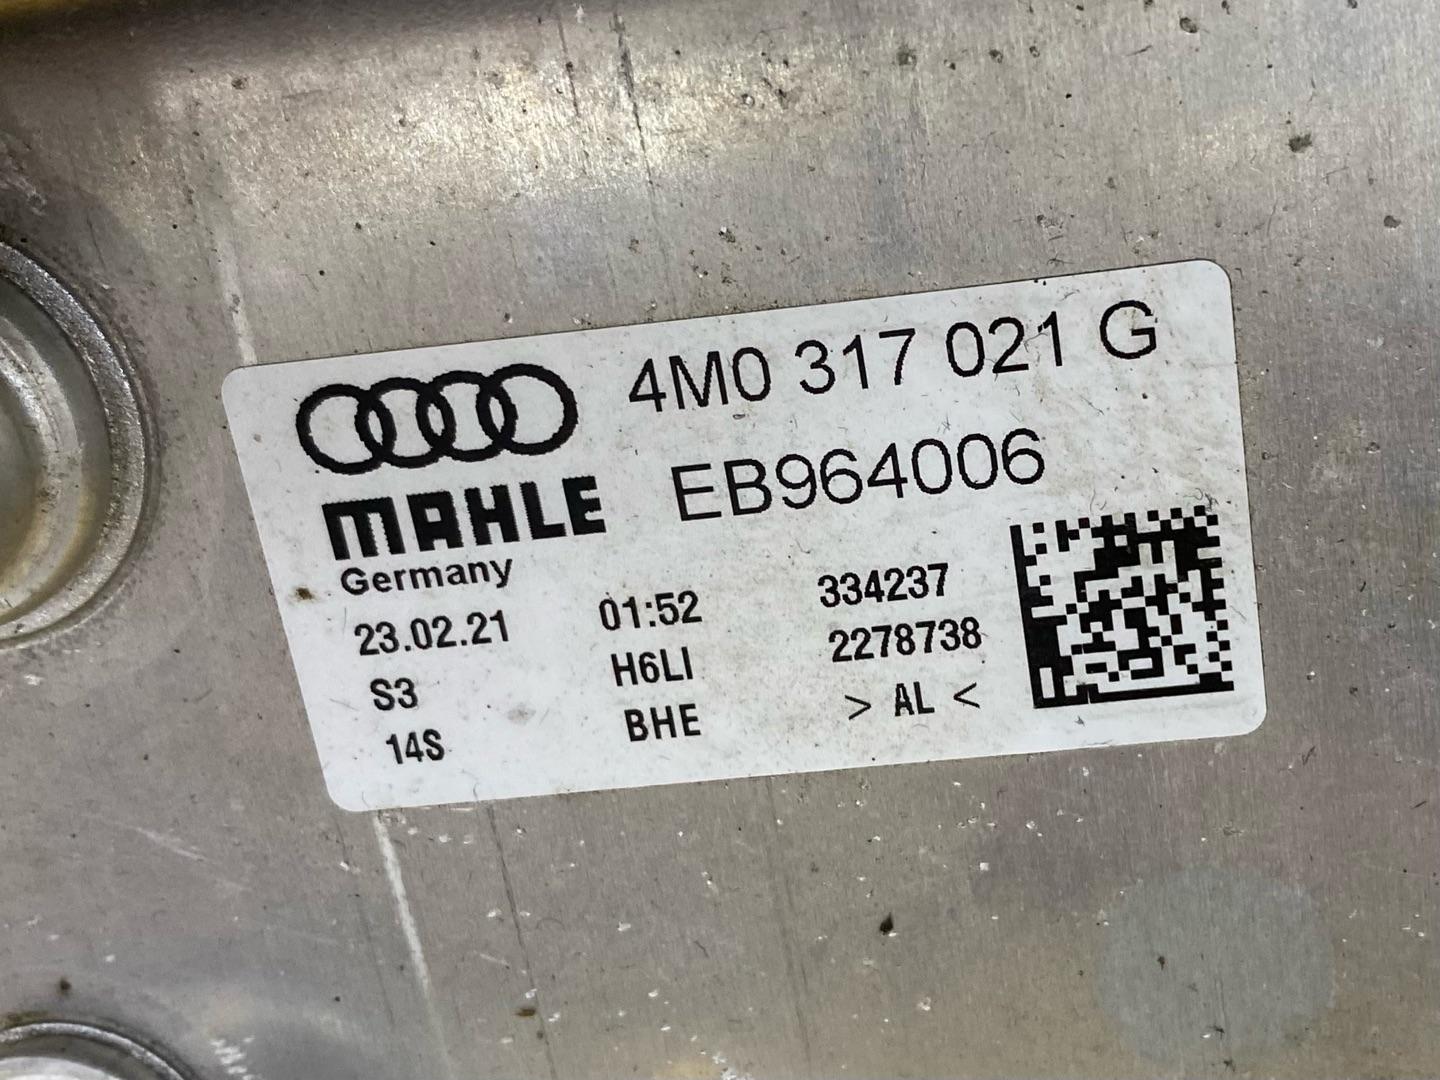 4M0 317 021 G
MAHLE EB964006
Germany
23.02.21 01:52 334237
S3 H6LI 2278738
14S BHE > AL <